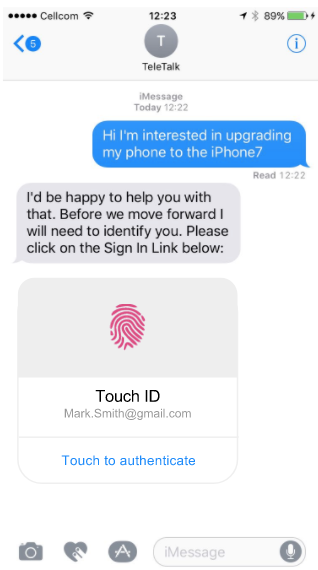 Cellcom 12:23 89%
5
T
TeleTalk
iMessage
Today 12:22
Hi I'm interested in upgrading
my phone to the iPhone7
Read 12:22
I'd be happy to help you with
that. Before we move forward I
will need to identify you. Please
click on the Sign In Link below:
Touch ID
Mark.Smith@gmail.com
Touch to authenticate
iMessage